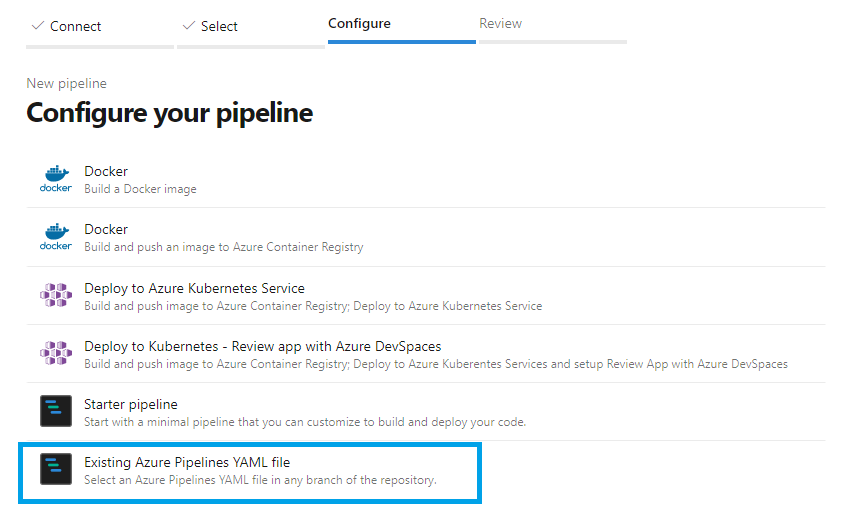 Connect
Select
Configure
Review
New pipeline
Configure your pipeline
docker
Docker
Build a Docker image
docker
Docker
Build and push an image to Azure Container Registry
Deploy to Azure Kubernetes Service
Build and push image to Azure Container Registry; Deploy to Azure Kubernetes Service
Deploy to Kubernetes - Review app with Azure DevSpaces
Build and push image to Azure Container Registry; Deploy to Azure Kuberentes Services and setup Review App with Azure DevSpaces
Starter pipeline
Start with a minimal pipeline that you can customize to build and deploy your code.
Existing Azure Pipelines YAML file
Select an Azure Pipelines YAML file in any branch of the repository.